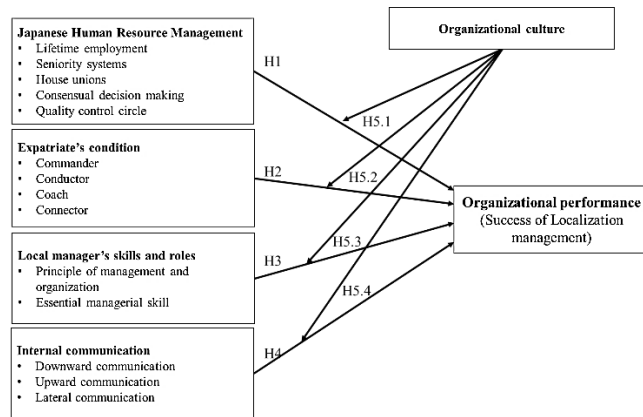 Japanese Human Resource Management
• Lifetime employment
• Seniority systems
• House unions
• Consensual decision making
• Quality control circle
Expatriate's condition
• Commander
• Conductor
• Coach
• Connector
Local manager's skills and roles
• Principle of management and
organization
• Essential managerial skill
Internal communication
• Downward communication
• Upward communication
• Lateral communication
H1
H2
H3
H4
Organizational culture
H5.1
H5.2
H5.3
H5.4
Organizational performance
(Success of Localization
management)